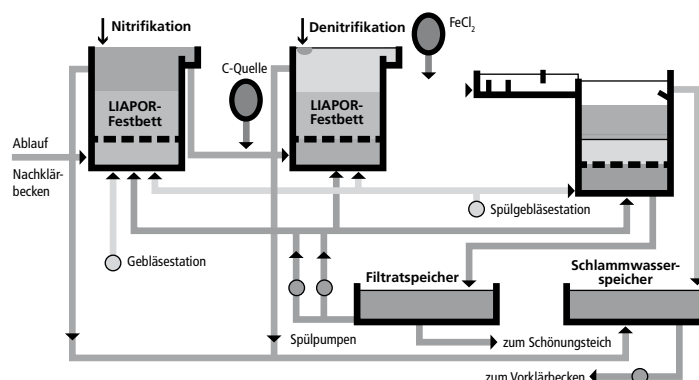 Nitrifikation
Denitrifikation
FeCl₂
C-Quelle
LIAPOR-
Festbett
LIAPOR-
Festbett
Ablauf
Nachklär-
becken
Spülgebläsestation
Gebläsestation
Filtratspeicher
Schlammwasser-
speicher
Spülpumpen
zum Schönungsteich
zum Vorklärbecken